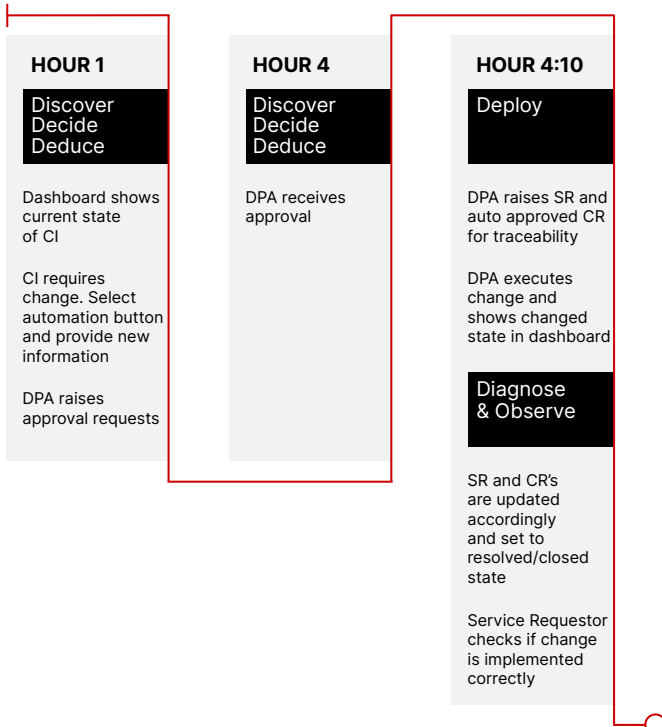 HOUR 1
Discover
Decide
Deduce
Dashboard shows
current state
of CI
CI requires
change. Select
automation button
and provide new
information
DPA raises
approval requests
HOUR 4
Discover
Decide
Deduce
DPA receives
approval
HOUR 4:10
Deploy
DPA raises SR and
auto approved CR
for traceability
DPA executes
change and
shows changed
state in dashboard
Diagnose
& Observe
SR and CR's
are updated
accordingly
and set to
resolved/closed
state
Service Requestor
checks if change
is implemented
correctly